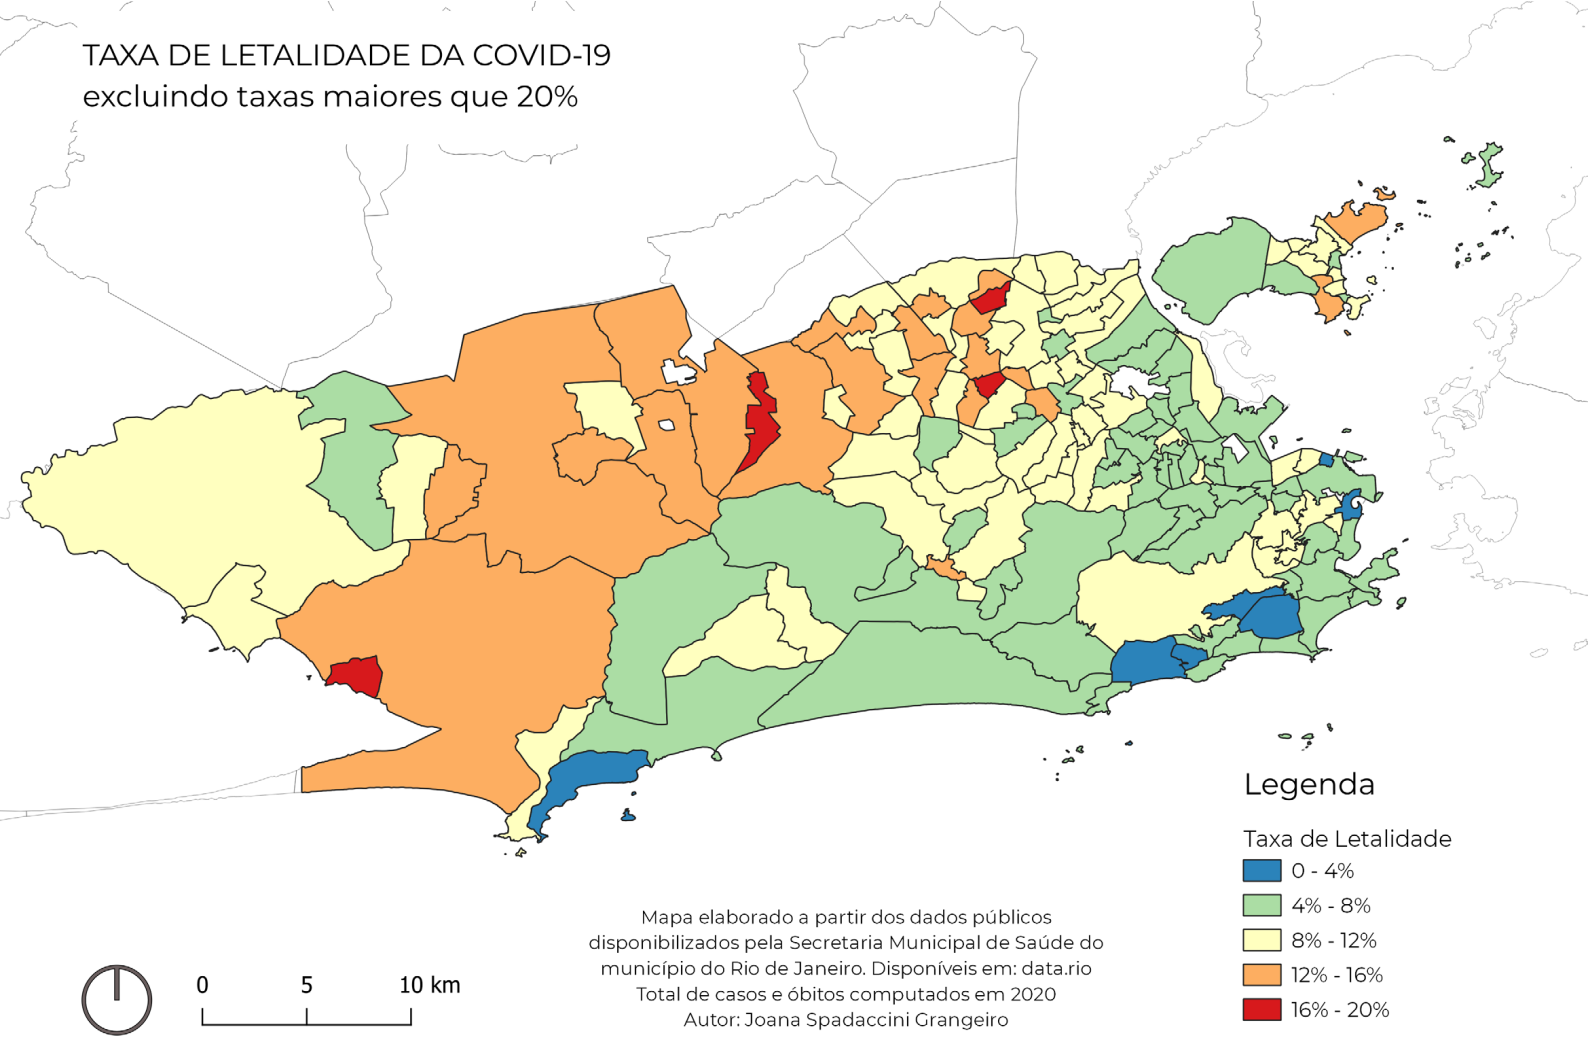 TAXA DE LETALIDADE DA COVID-19
excluindo taxas maiores que 20%
Legenda
Taxa de Letalidade
0 - 4%
4% - 8%
8% - 12%
12% - 16%
16% - 20%
Mapa elaborado a partir dos dados públicos
disponibilizados pela Secretaria Municipal de Saúde do
município do Rio de Janeiro. Disponíveis em: data.rio
Total de casos e óbitos computados em 2020
Autor: Joana Spadaccini Grangeiro
0 5 10 km